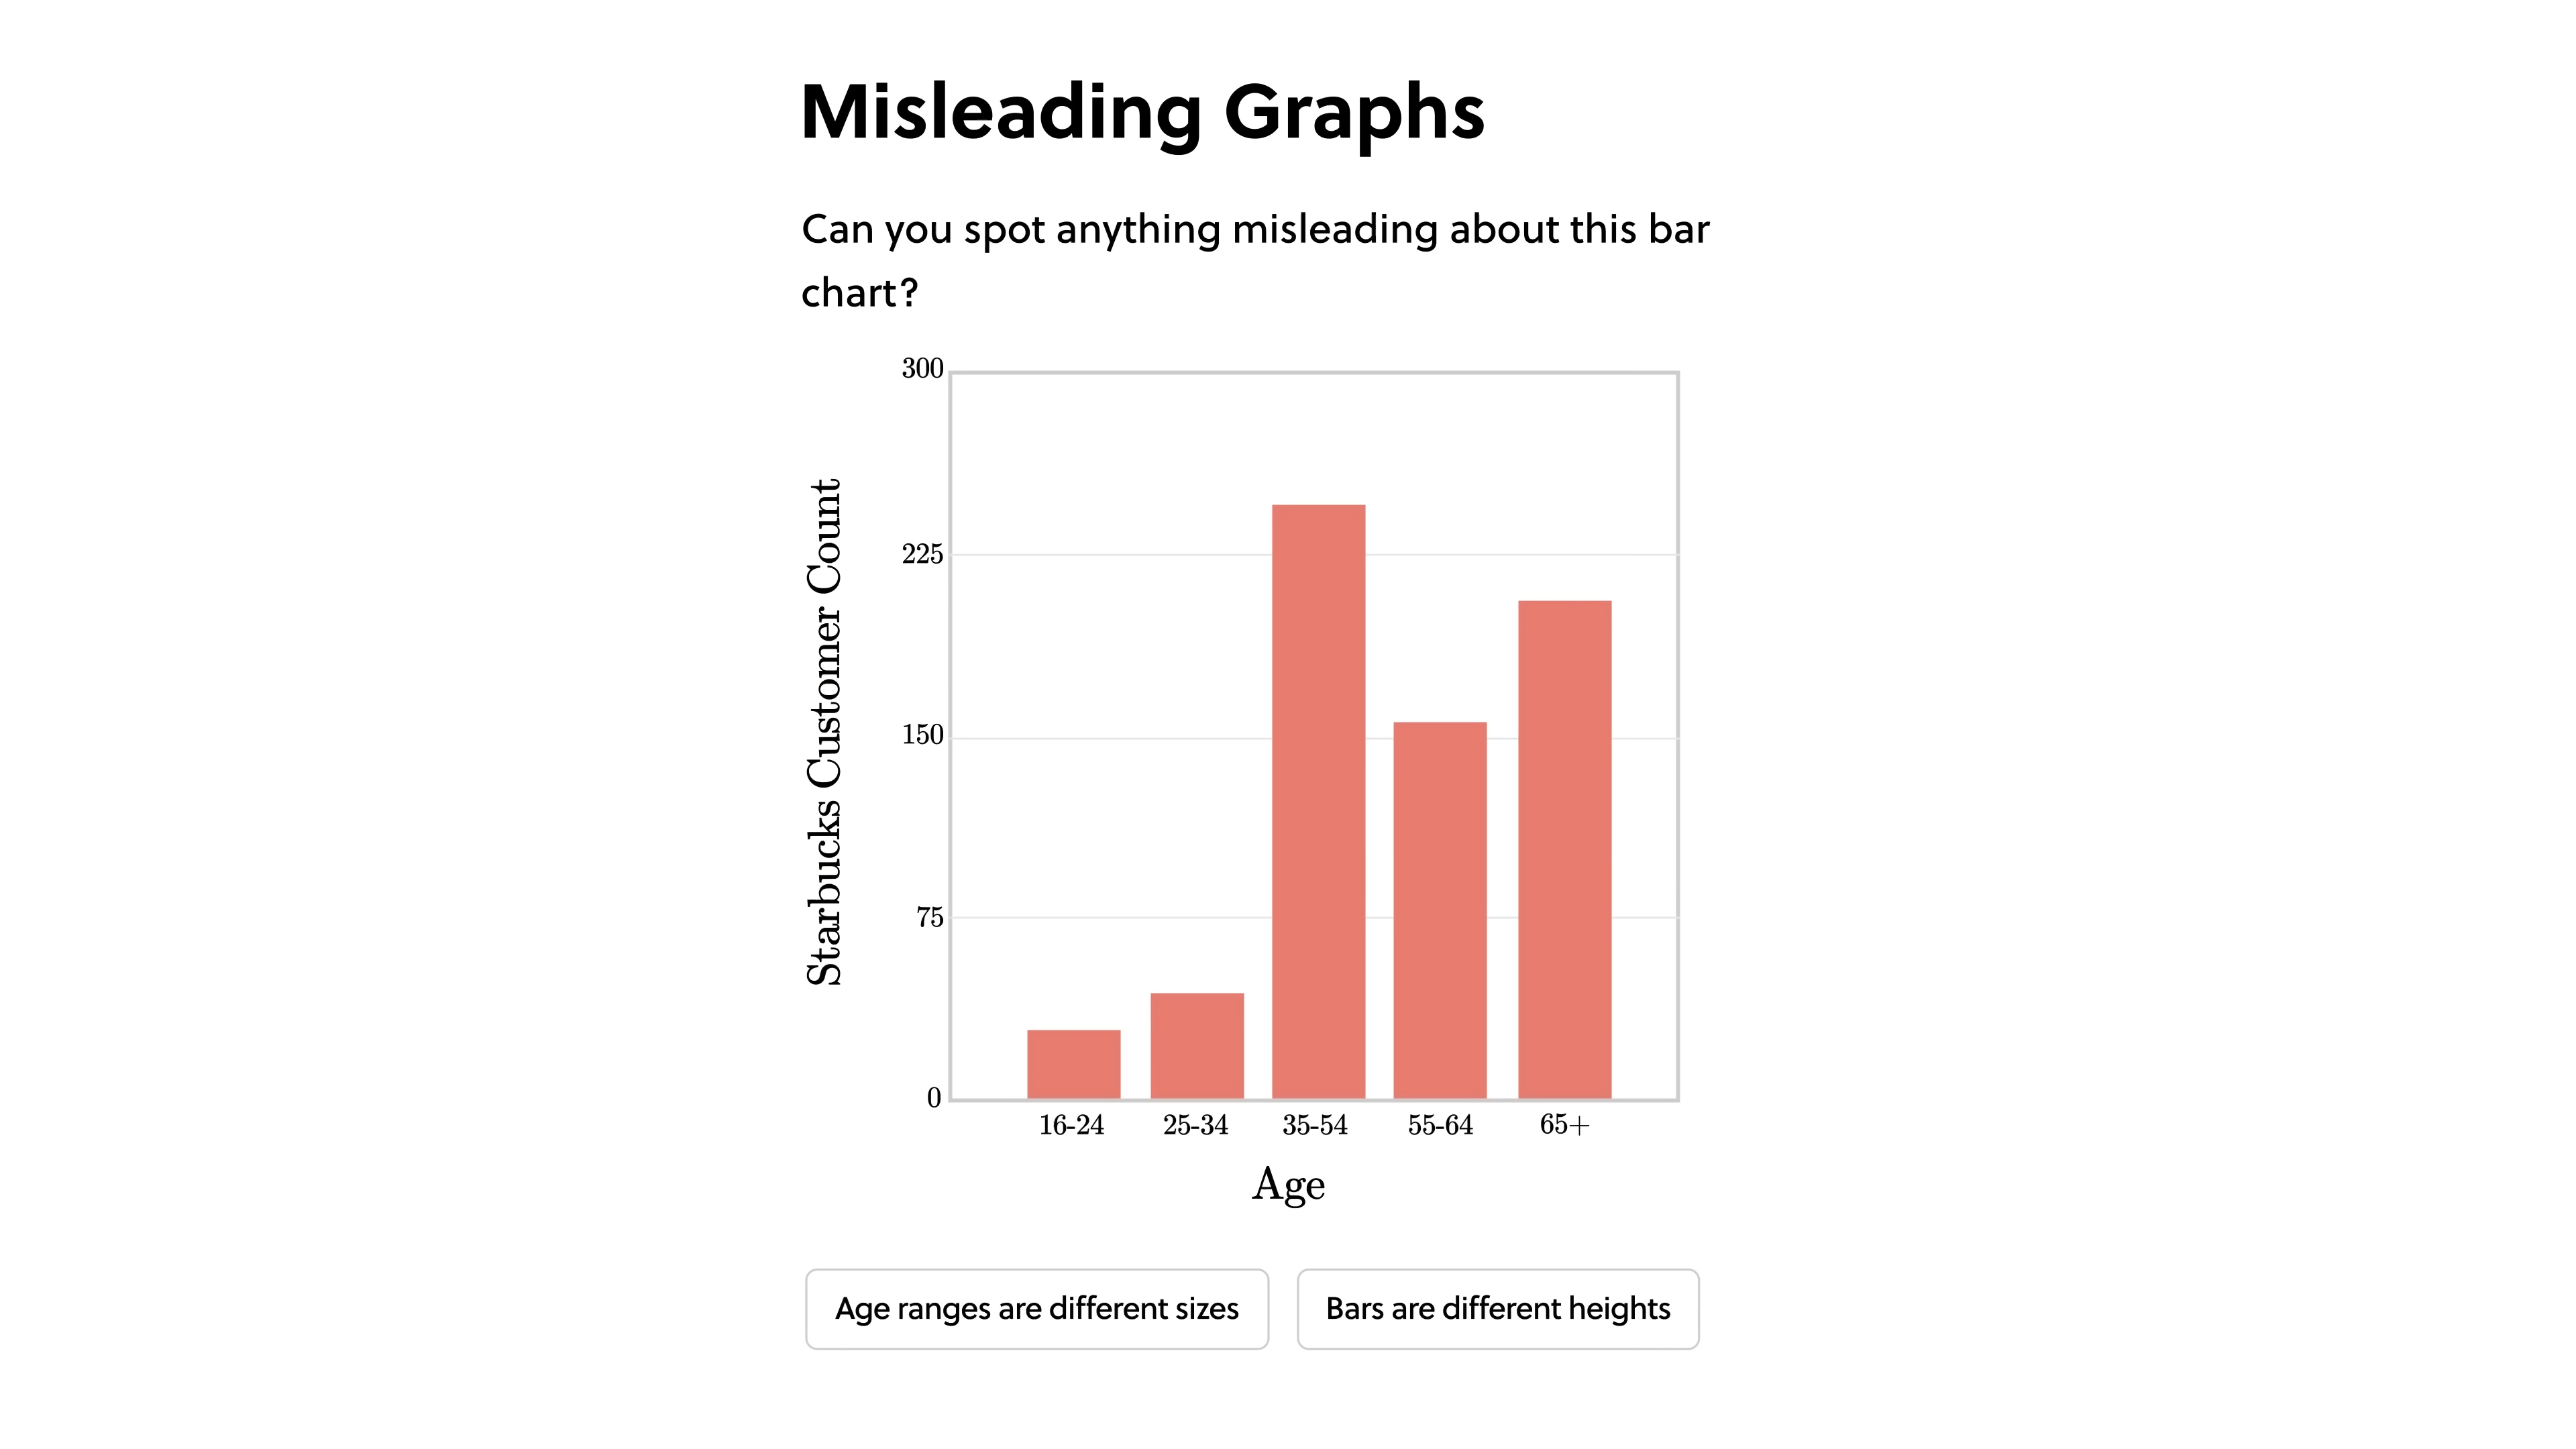 Misleading Graphs
Can you spot anything misleading about this bar
chart?
300
225
150
75
0
Starbucks Customer Count
16-24 25-34 35-54 55-64 65+
Age
Age ranges are different sizes
Bars are different heights